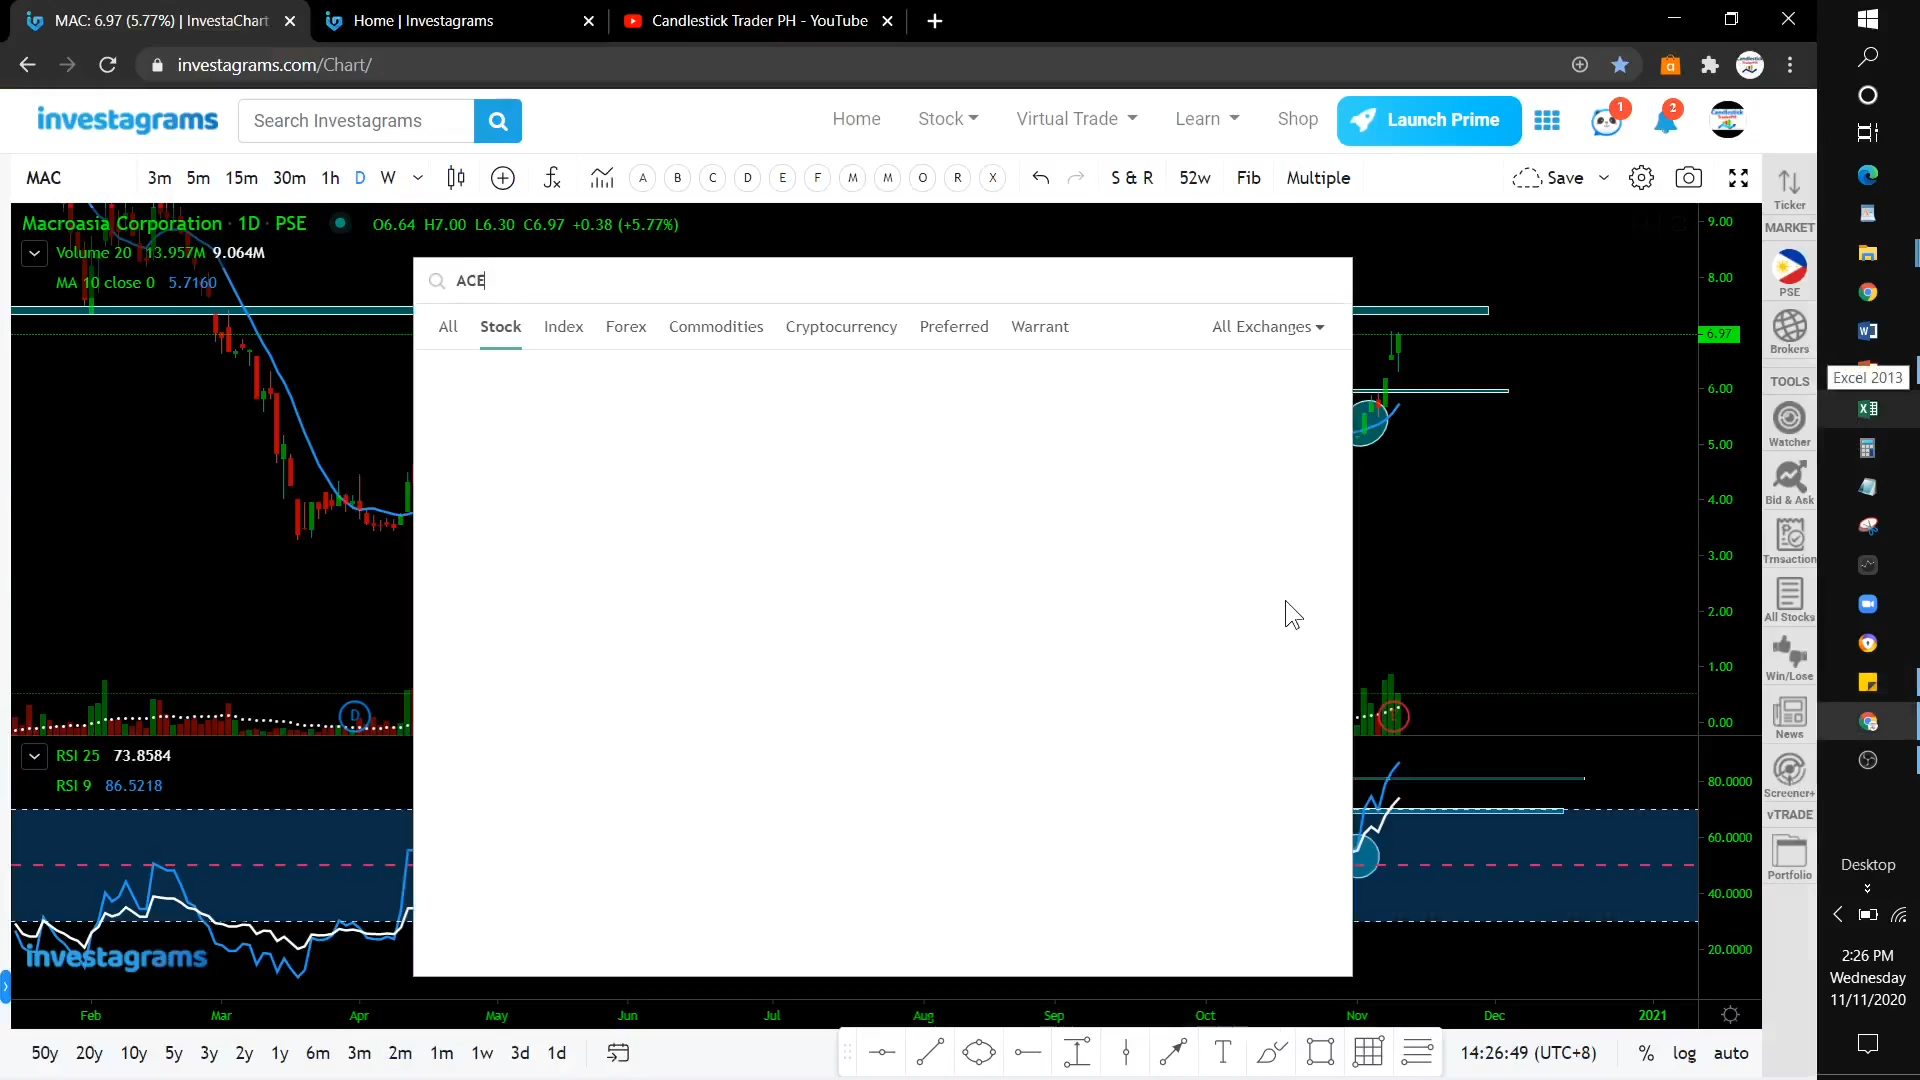 MAC: 6.97 (5.77%) | InvestaChart
Home | Investagrams
Candlestick Trader PH - YouTube
investagrams.com/Chart/
investagrams
Search Investagrams
Home
Stock
Virtual Trade
Learn
Shop
Launch Prime
1
2
MAC
3m 5m 15m 30m 1h D W
A B C D E F M M O R X
S & R 52w Fib Multiple
Save
Macroasia Corporation · 1D · PSE
O6.64 H7.00 L6.30 C6.97 +0.38 (+5.77%)
Volume 20 13.957M 9.064M
MA 10 close 0 5.7160
ACE
All Stock Index Forex Commodities Cryptocurrency Preferred Warrant All Exchanges
9.00
8.00
6.97
6.00
5.00
4.00
3.00
2.00
1.00
0.00
D
RSI 25 73.8584
RSI 9 86.5218
80.0000
60.0000
40.0000
20.0000
investagrams
Feb Mar Apr May Jun Jul Aug Sep Oct Nov Dec 2021
50y 20y 10y 5y 3y 2y 1y 6m 3m 2m 1m 1w 3d 1d
14:26:49 (UTC+8)
% log auto
Ticker
MARKET
PSE
Brokers
TOOLS
Watcher
Bid & Ask
Trnsaction
All Stocks
Win/Lose
News
Screener+
vTRADE
Portfolio
Excel 2013
Desktop
2:26 PM
Wednesday
11/11/2020